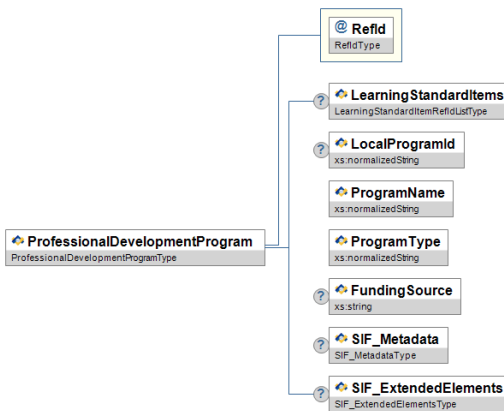 @ RefId
RefIdType
? LearningStandardItems
LearningStandardItemRefIdListType
? LocalProgramId
xs:normalizedString
ProgramName
xs:normalizedString
ProfessionalDevelopmentProgram
ProfessionalDevelopmentProgramType
ProgramType
xs:normalizedString
? FundingSource
xs:string
? SIF_Metadata
SIF_MetadataType
? SIF_ExtendedElements
SIF_ExtendedElementsType